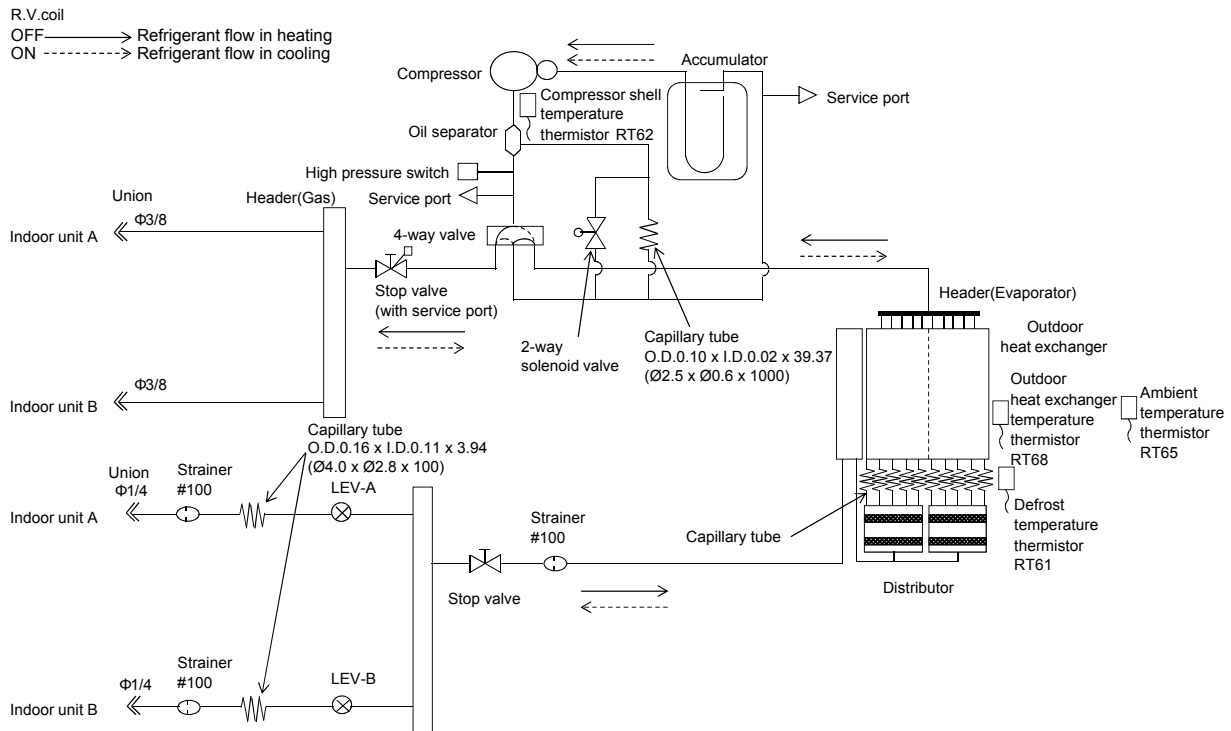 R.V.coil
OFF Refrigerant flow in heating
ON Refrigerant flow in cooling
Compressor
Accumulator
Service port
Compressor shell
temperature
thermistor RT62
Oil separator
High pressure switch
Service port
Union
Header(Gas)
Φ3/8
Indoor unit A
4-way valve
Stop valve
(with service port)
2-way
solenoid valve
Capillary tube
O.D.0.10 x I.D.0.02 x 39.37
(Ø2.5 x Ø0.6 x 1000)
Header(Evaporator)
Outdoor
heat exchanger
Outdoor
heat exchanger
temperature
thermistor
RT68
Ambient
temperature
thermistor
RT65
Φ3/8
Indoor unit B
Capillary tube
O.D.0.16 x I.D.0.11 x 3.94
(Ø4.0 x Ø2.8 x 100)
Union
Φ1/4
Strainer
#100
LEV-A
Indoor unit A
Strainer
#100
Stop valve
Capillary tube
Defrost
temperature
thermistor
RT61
Distributor
Φ1/4
Strainer
#100
LEV-B
Indoor unit B